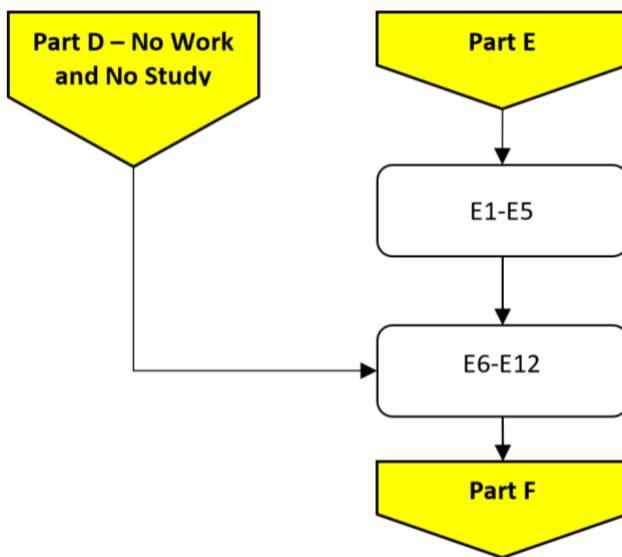 Part D – No Work
and No Study
Part E
E1-E5
E6-E12
Part F